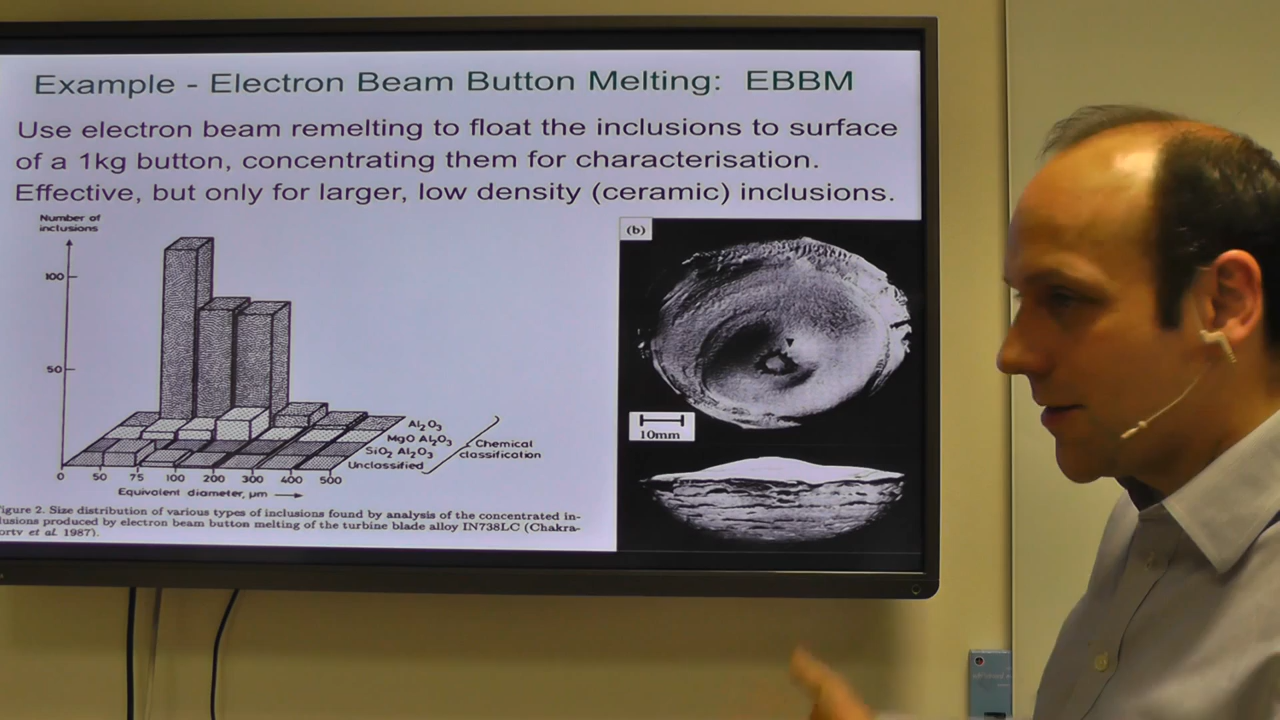 Example - Electron Beam Button Melting: EBBM
Use electron beam remelting to float the inclusions to surface
of a 1kg button, concentrating them for characterisation.
Effective, but only for larger, low density (ceramic) inclusions.
Number of
inclusions
100
50
Al₂O₃
MgO Al₂O₃
SiO₂ Al₂O₃
Unclassified
Chemical
classification
0 50 75 100 200 300 400 500
Equivalent diameter, µm
(b)
10mm
igure 2. Size distribution of various types of inclusions found by analysis of the concentrated in-
lusions produced by electron beam button melting of the turbine blade alloy IN738LC (Chakra-
orty et al. 1987).